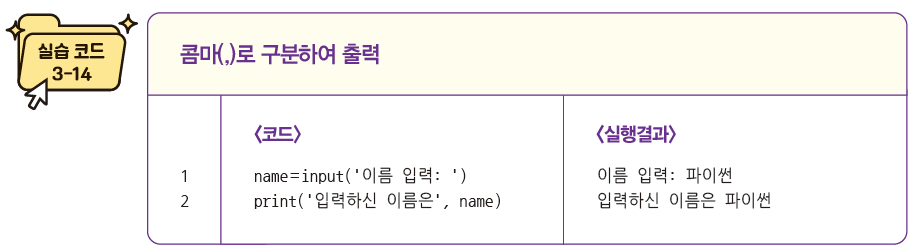 실습 코드
3-14
콤마(,)로 구분하여 출력
<코드>
<실행결과>
1 name=input('이름 입력: ') 이름 입력: 파이썬
2 print('입력하신 이름은', name) 입력하신 이름은 파이썬